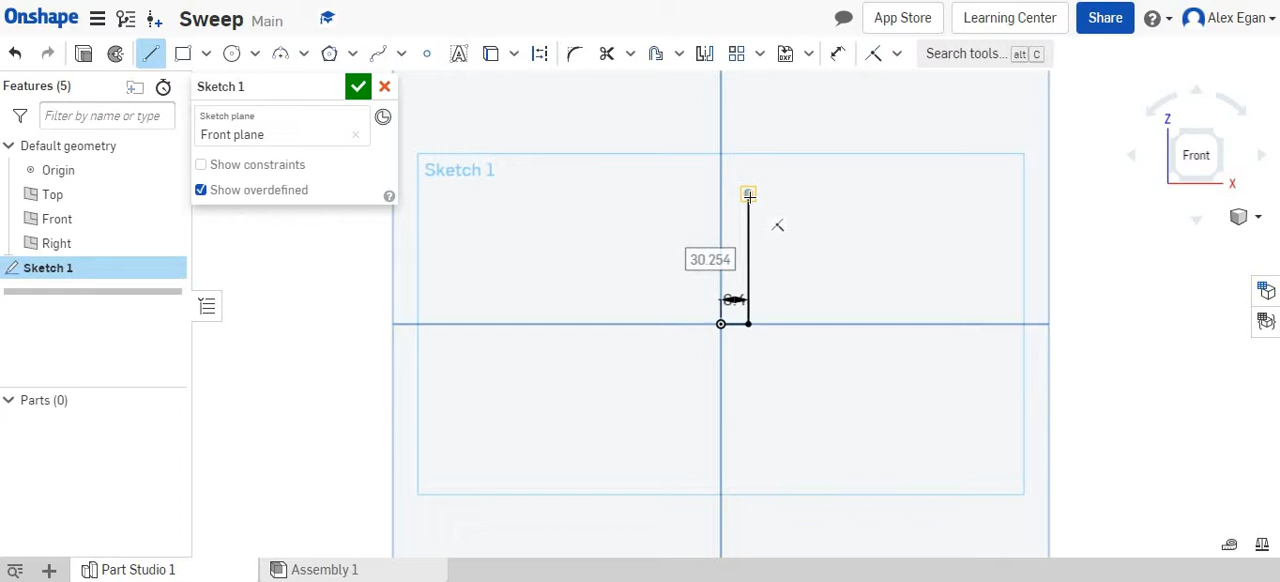 Onshape
Sweep Main
App Store
Learning Center
Share
Alex Egan
Search tools... alt C
Features (5)
Filter by name or type
Default geometry
Origin
Top
Front
Right
Sketch 1
Parts (0)
Sketch 1
Sketch plane
Front plane
Show constraints
Show overdefined
Sketch 1
30.254
Z
Front
X
Part Studio 1
Assembly 1